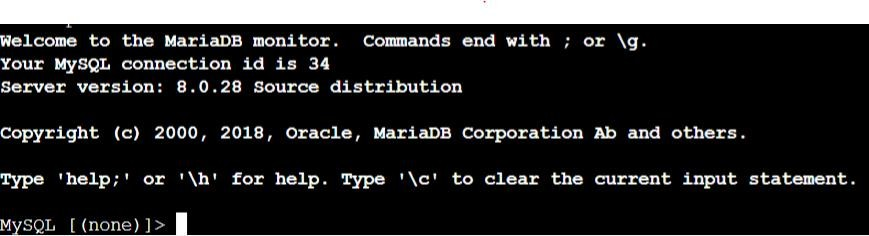 Welcome to the MariaDB monitor.  Commands end with ; or \g.
Your MySQL connection id is 34
Server version: 8.0.28 Source distribution
Copyright (c) 2000, 2018, Oracle, MariaDB Corporation Ab and others.
Type 'help;' or '\h' for help. Type '\c' to clear the current input statement.
MySQL [(none)]>